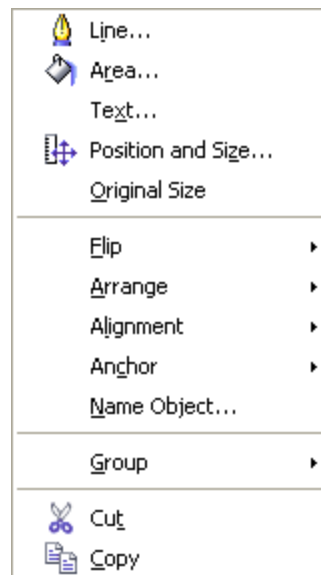 Line...
Area...
Text...
Position and Size...
Original Size
Flip
Arrange
Alignment
Anchor
Name Object...
Group
Cut
Copy